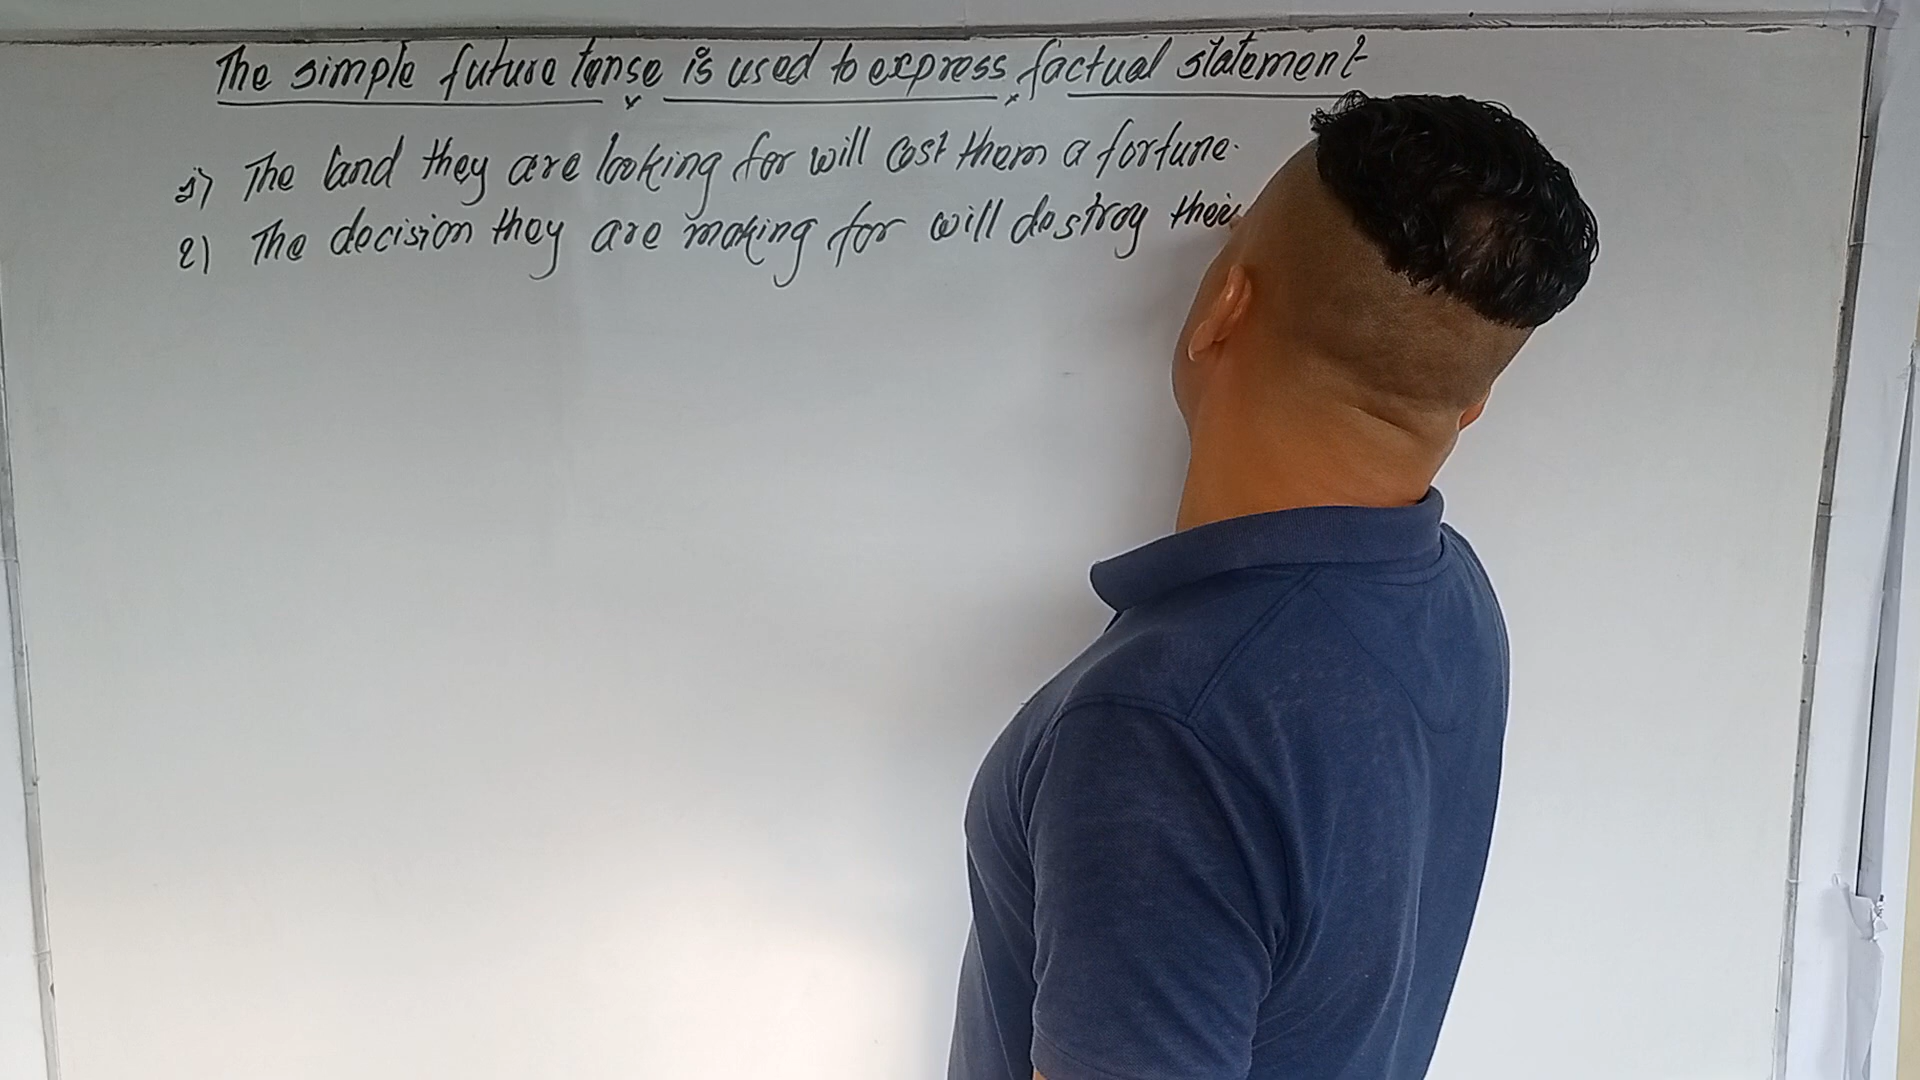 The simple future tense is used to express factual statement
1) The land they are looking for will cost them a fortune.
2) The decision they are making for will destroy their